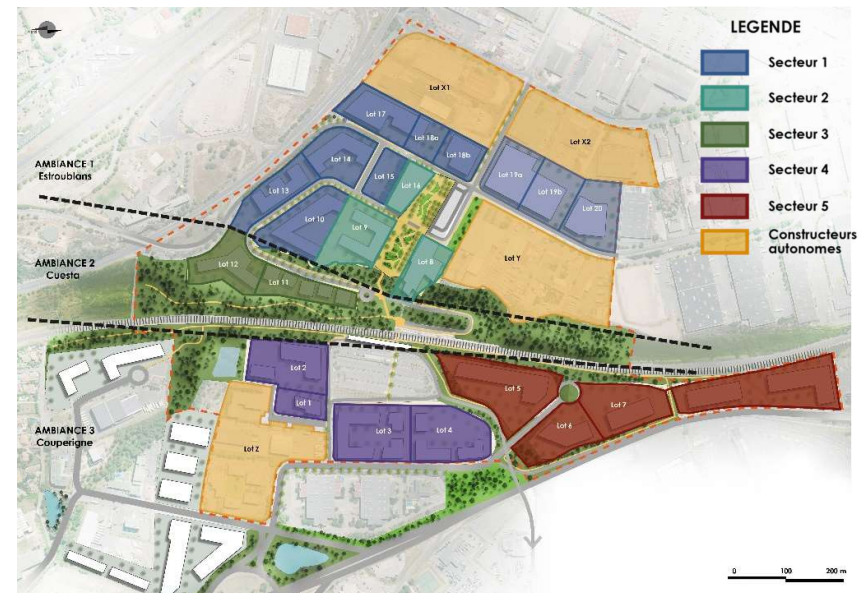 LEGENDE
Secteur 1
Secteur 2
Secteur 3
Secteur 4
Secteur 5
Constructeurs
autonomes
AMBIANCE 1
Estroublans
AMBIANCE 2
Cuesta
AMBIANCE 3
Couperigne
Lot X1
Lot 17
Lot 18a
Lot 18b
Lot X2
Lot 14
Lot 15
Lot 16
Lot 19a
Lot 19b
Lot 20
Lot 13
Lot 10
Lot 9
Lot 8
Lot Y
Lot 12
Lot 11
Lot 2
Lot 1
Lot 5
Lot 7
Lot 6
Lot 3
Lot 4
Lot Z
0 100 200 m